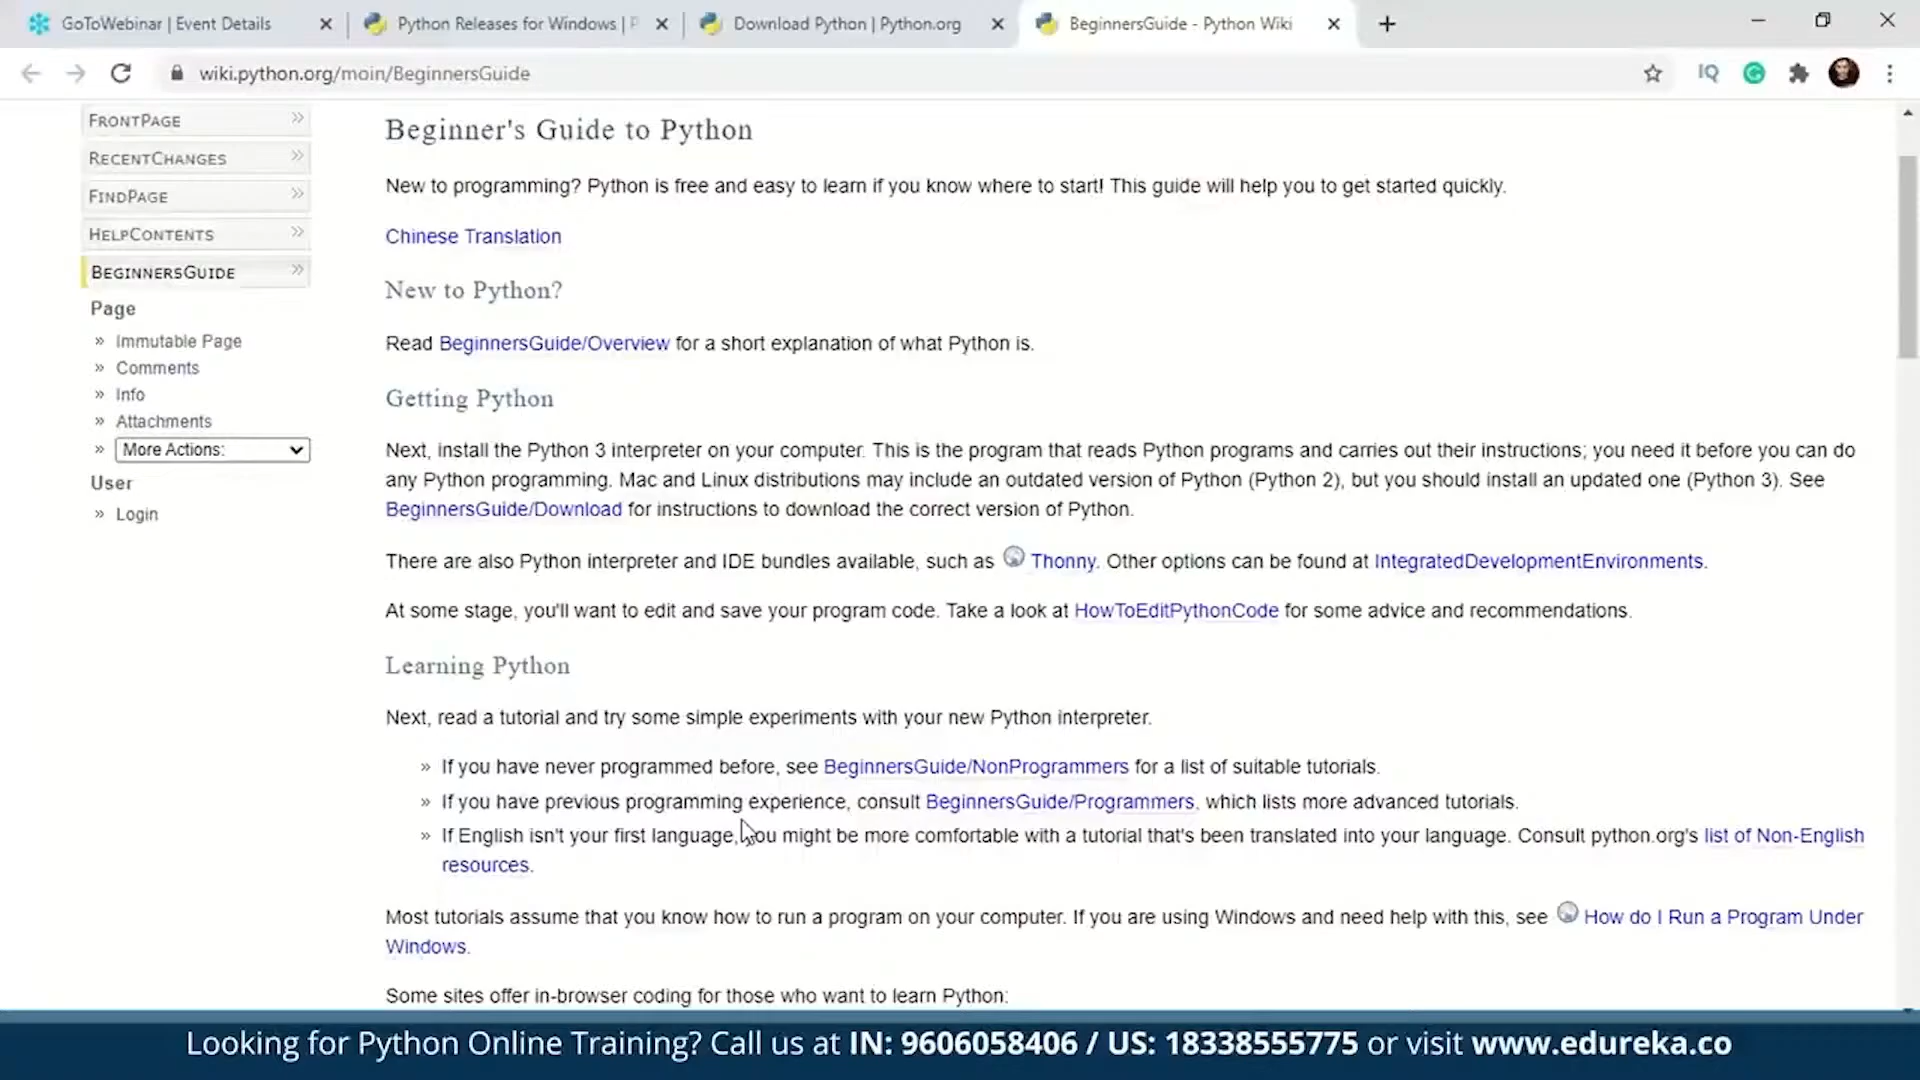 GoToWebinar | Event Details
Python Releases for Windows | P
Download Python | Python.org
BeginnersGuide - Python Wiki
wiki.python.org/moin/BeginnersGuide
IQ
FrontPage
RecentChanges
FindPage
HelpContents
BeginnersGuide
Page
» Immutable Page
» Comments
» Info
» Attachments
» More Actions:
User
» Login
Beginner's Guide to Python
New to programming? Python is free and easy to learn if you know where to start! This guide will help you to get started quickly.
Chinese Translation
New to Python?
Read BeginnersGuide/Overview for a short explanation of what Python is.
Getting Python
Next, install the Python 3 interpreter on your computer. This is the program that reads Python programs and carries out their instructions; you need it before you can do
any Python programming. Mac and Linux distributions may include an outdated version of Python (Python 2), but you should install an updated one (Python 3). See
BeginnersGuide/Download for instructions to download the correct version of Python.
There are also Python interpreter and IDE bundles available, such as Thonny. Other options can be found at IntegratedDevelopmentEnvironments.
At some stage, you'll want to edit and save your program code. Take a look at HowToEditPythonCode for some advice and recommendations.
Learning Python
Next, read a tutorial and try some simple experiments with your new Python interpreter.
» If you have never programmed before, see BeginnersGuide/NonProgrammers for a list of suitable tutorials.
» If you have previous programming experience, consult BeginnersGuide/Programmers, which lists more advanced tutorials.
» If English isn't your first language, you might be more comfortable with a tutorial that's been translated into your language. Consult python.org's list of Non-English
resources.
Most tutorials assume that you know how to run a program on your computer. If you are using Windows and need help with this, see How do I Run a Program Under
Windows.
Some sites offer in-browser coding for those who want to learn Python:
Looking for Python Online Training? Call us at IN: 9606058406 / US: 18338555775 or visit www.edureka.co